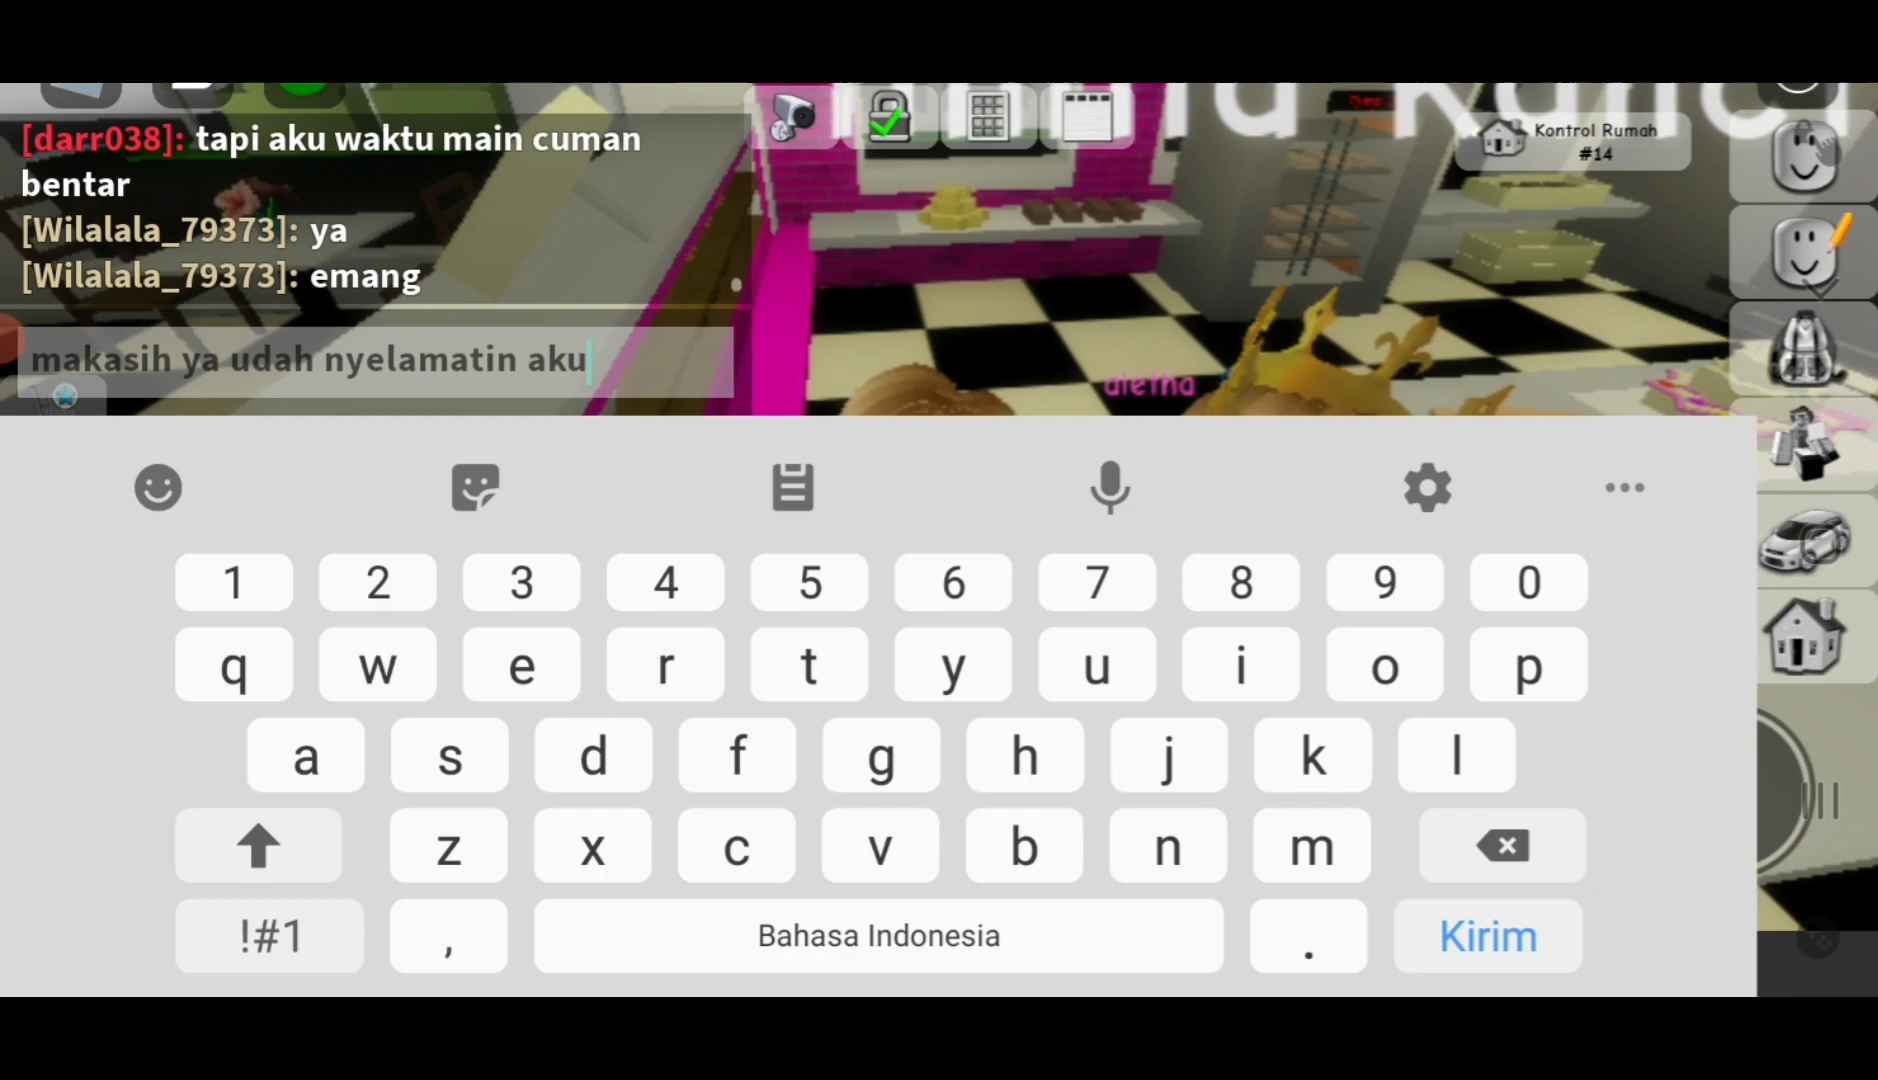 [darr038]: tapi aku waktu main cuman
bentar
[Wilalala_79373]: ya
[Wilalala_79373]: emang
makasih ya udah nyelamatin aku
Kontrol Rumah
#14
aletha
1 2 3 4 5 6 7 8 9 0
q w e r t y u i o p
a s d f g h j k l
z x c v b n m
!#1 , Bahasa Indonesia . Kirim